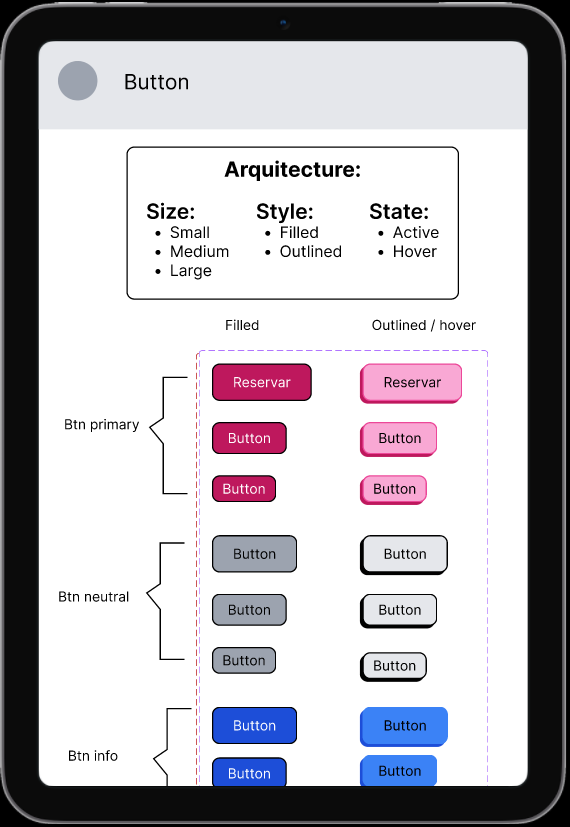 Button
Arquitecture:
Size:
Small
Medium
Large
Style:
Filled
Outlined
State:
Active
Hover
Filled
Outlined / hover
Btn primary
Reservar
Reservar
Button
Button
Button
Button
Btn neutral
Button
Button
Button
Button
Button
Button
Btn info
Button
Button
Button
Button